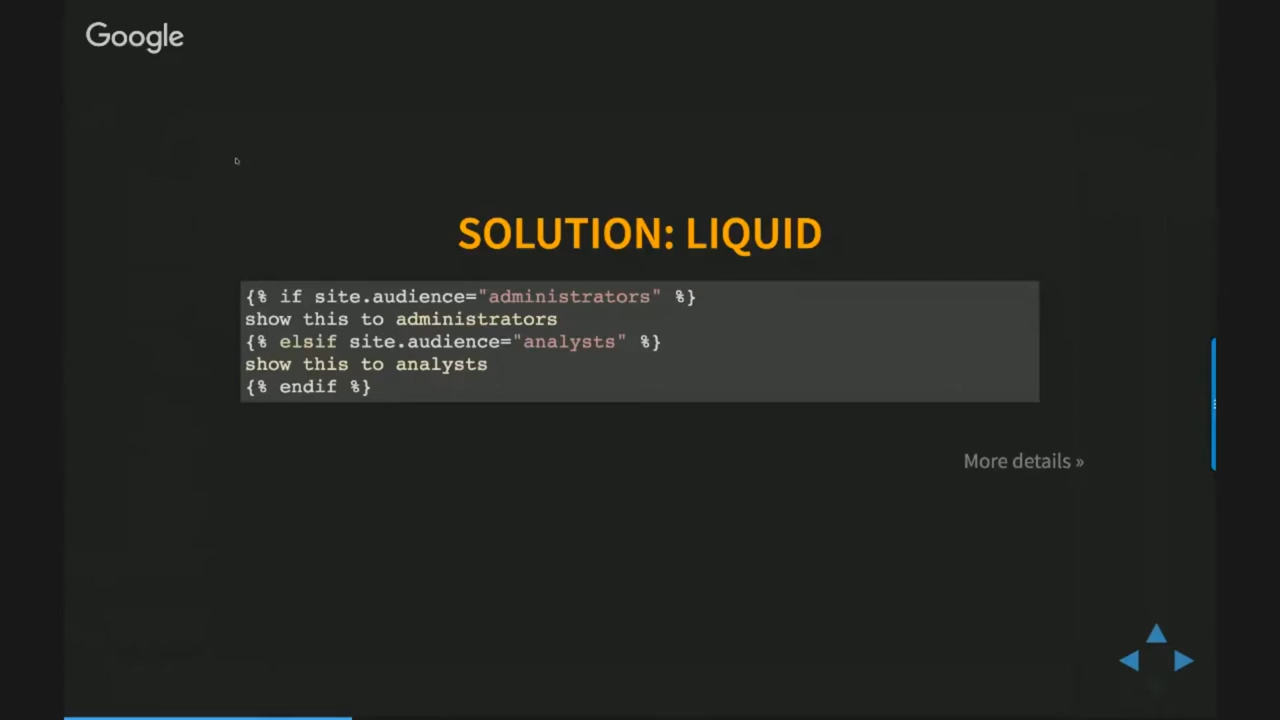 Google
SOLUTION: LIQUID
{% if site.audience="administrators" %}
show this to administrators
{% elsif site.audience="analysts" %}
show this to analysts
{% endif %}
More details »